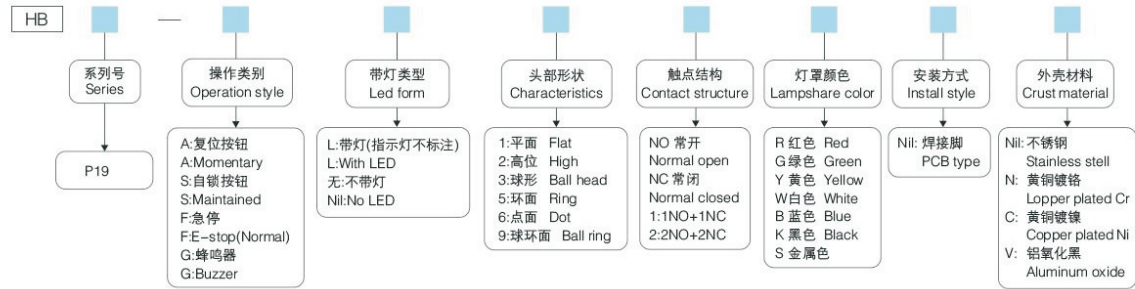 HB —
系列号
Series
P19
操作类别
Operation style
A:复位按钮
A:Momentary
S:自锁按钮
S:Maintained
F:急停
F:E-stop(Normal)
G:蜂鸣器
G:Buzzer
带灯类型
Led form
L:带灯(指示灯不标注)
L:With LED
无:不带灯
Nil:No LED
头部形状
Characteristics
1:平面 Flat
2:高位 High
3:球形 Ball head
5:环面 Ring
6:点面 Dot
9:球环面 Ball ring
触点结构
Contact structure
NO 常开
Normal open
NC 常闭
Normal closed
1:1NO+1NC
2:2NO+2NC
灯罩颜色
Lampshare color
R 红色 Red
G 绿色 Green
Y 黄色 Yellow
W白色 White
B 蓝色 Blue
K 黑色 Black
S 金属色
安装方式
Install style
Nil: 焊接脚
PCB type
外壳材料
Crust material
Nil: 不锈钢
Stainless stell
N: 黄铜镀铬
Lopper plated Cr
C: 黄铜镀镍
Copper plated Ni
V: 铝氧化黑
Aluminum oxide